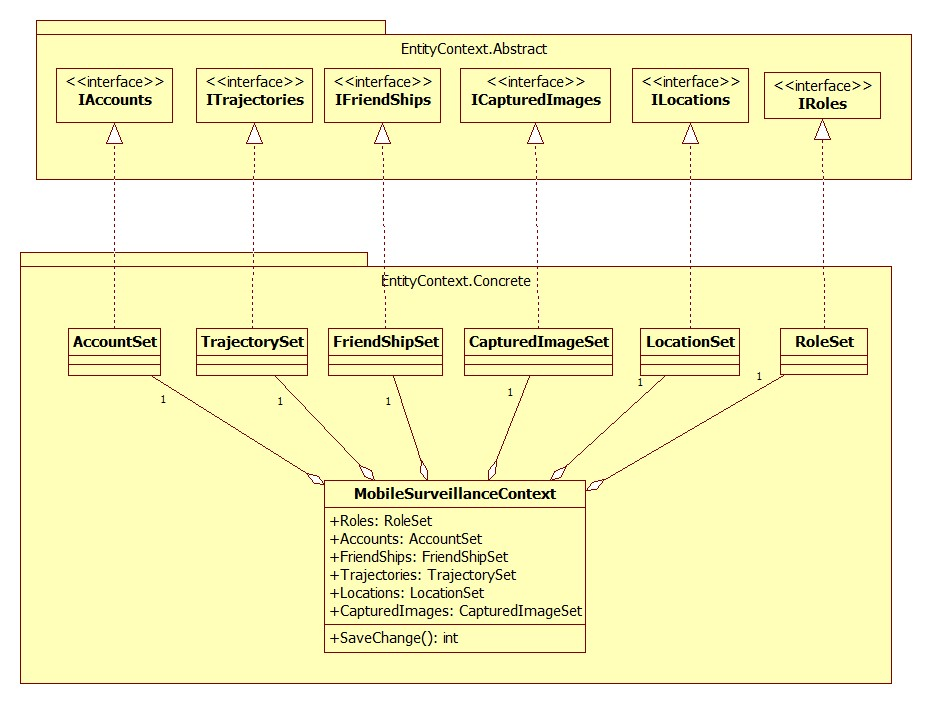 EntityContext.Abstract
<<interface>>
IAccounts
<<interface>>
ITrajectories
<<interface>>
IFriendShips
<<interface>>
ICapturedImages
<<interface>>
ILocations
<<interface>>
IRoles
EntityContext.Concrete
AccountSet
TrajectorySet
FriendShipSet
CapturedImageSet
LocationSet
RoleSet
1
1
1
1
1
1
MobileSurveillanceContext
+Roles: RoleSet
+Accounts: AccountSet
+FriendShips: FriendShipSet
+Trajectories: TrajectorySet
+Locations: LocationSet
+CapturedImages: CapturedImageSet
+SaveChange(): int